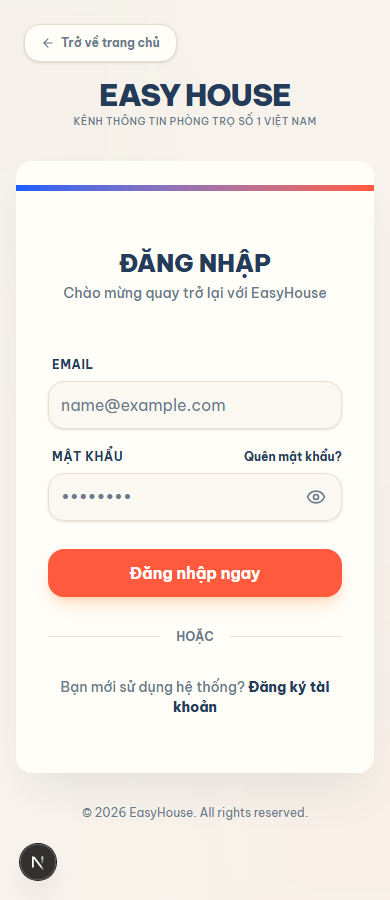 Trở về trang chủ
EASY HOUSE
KÊNH THÔNG TIN PHÒNG TRỌ SỐ 1 VIỆT NAM
ĐĂNG NHẬP
Chào mừng quay trở lại với EasyHouse
EMAIL
name@example.com
MẬT KHẨU Quên mật khẩu?
••••••••
Đăng nhập ngay
HOẶC
Bạn mới sử dụng hệ thống? Đăng ký tài
khoản
© 2026 EasyHouse. All rights reserved.
N